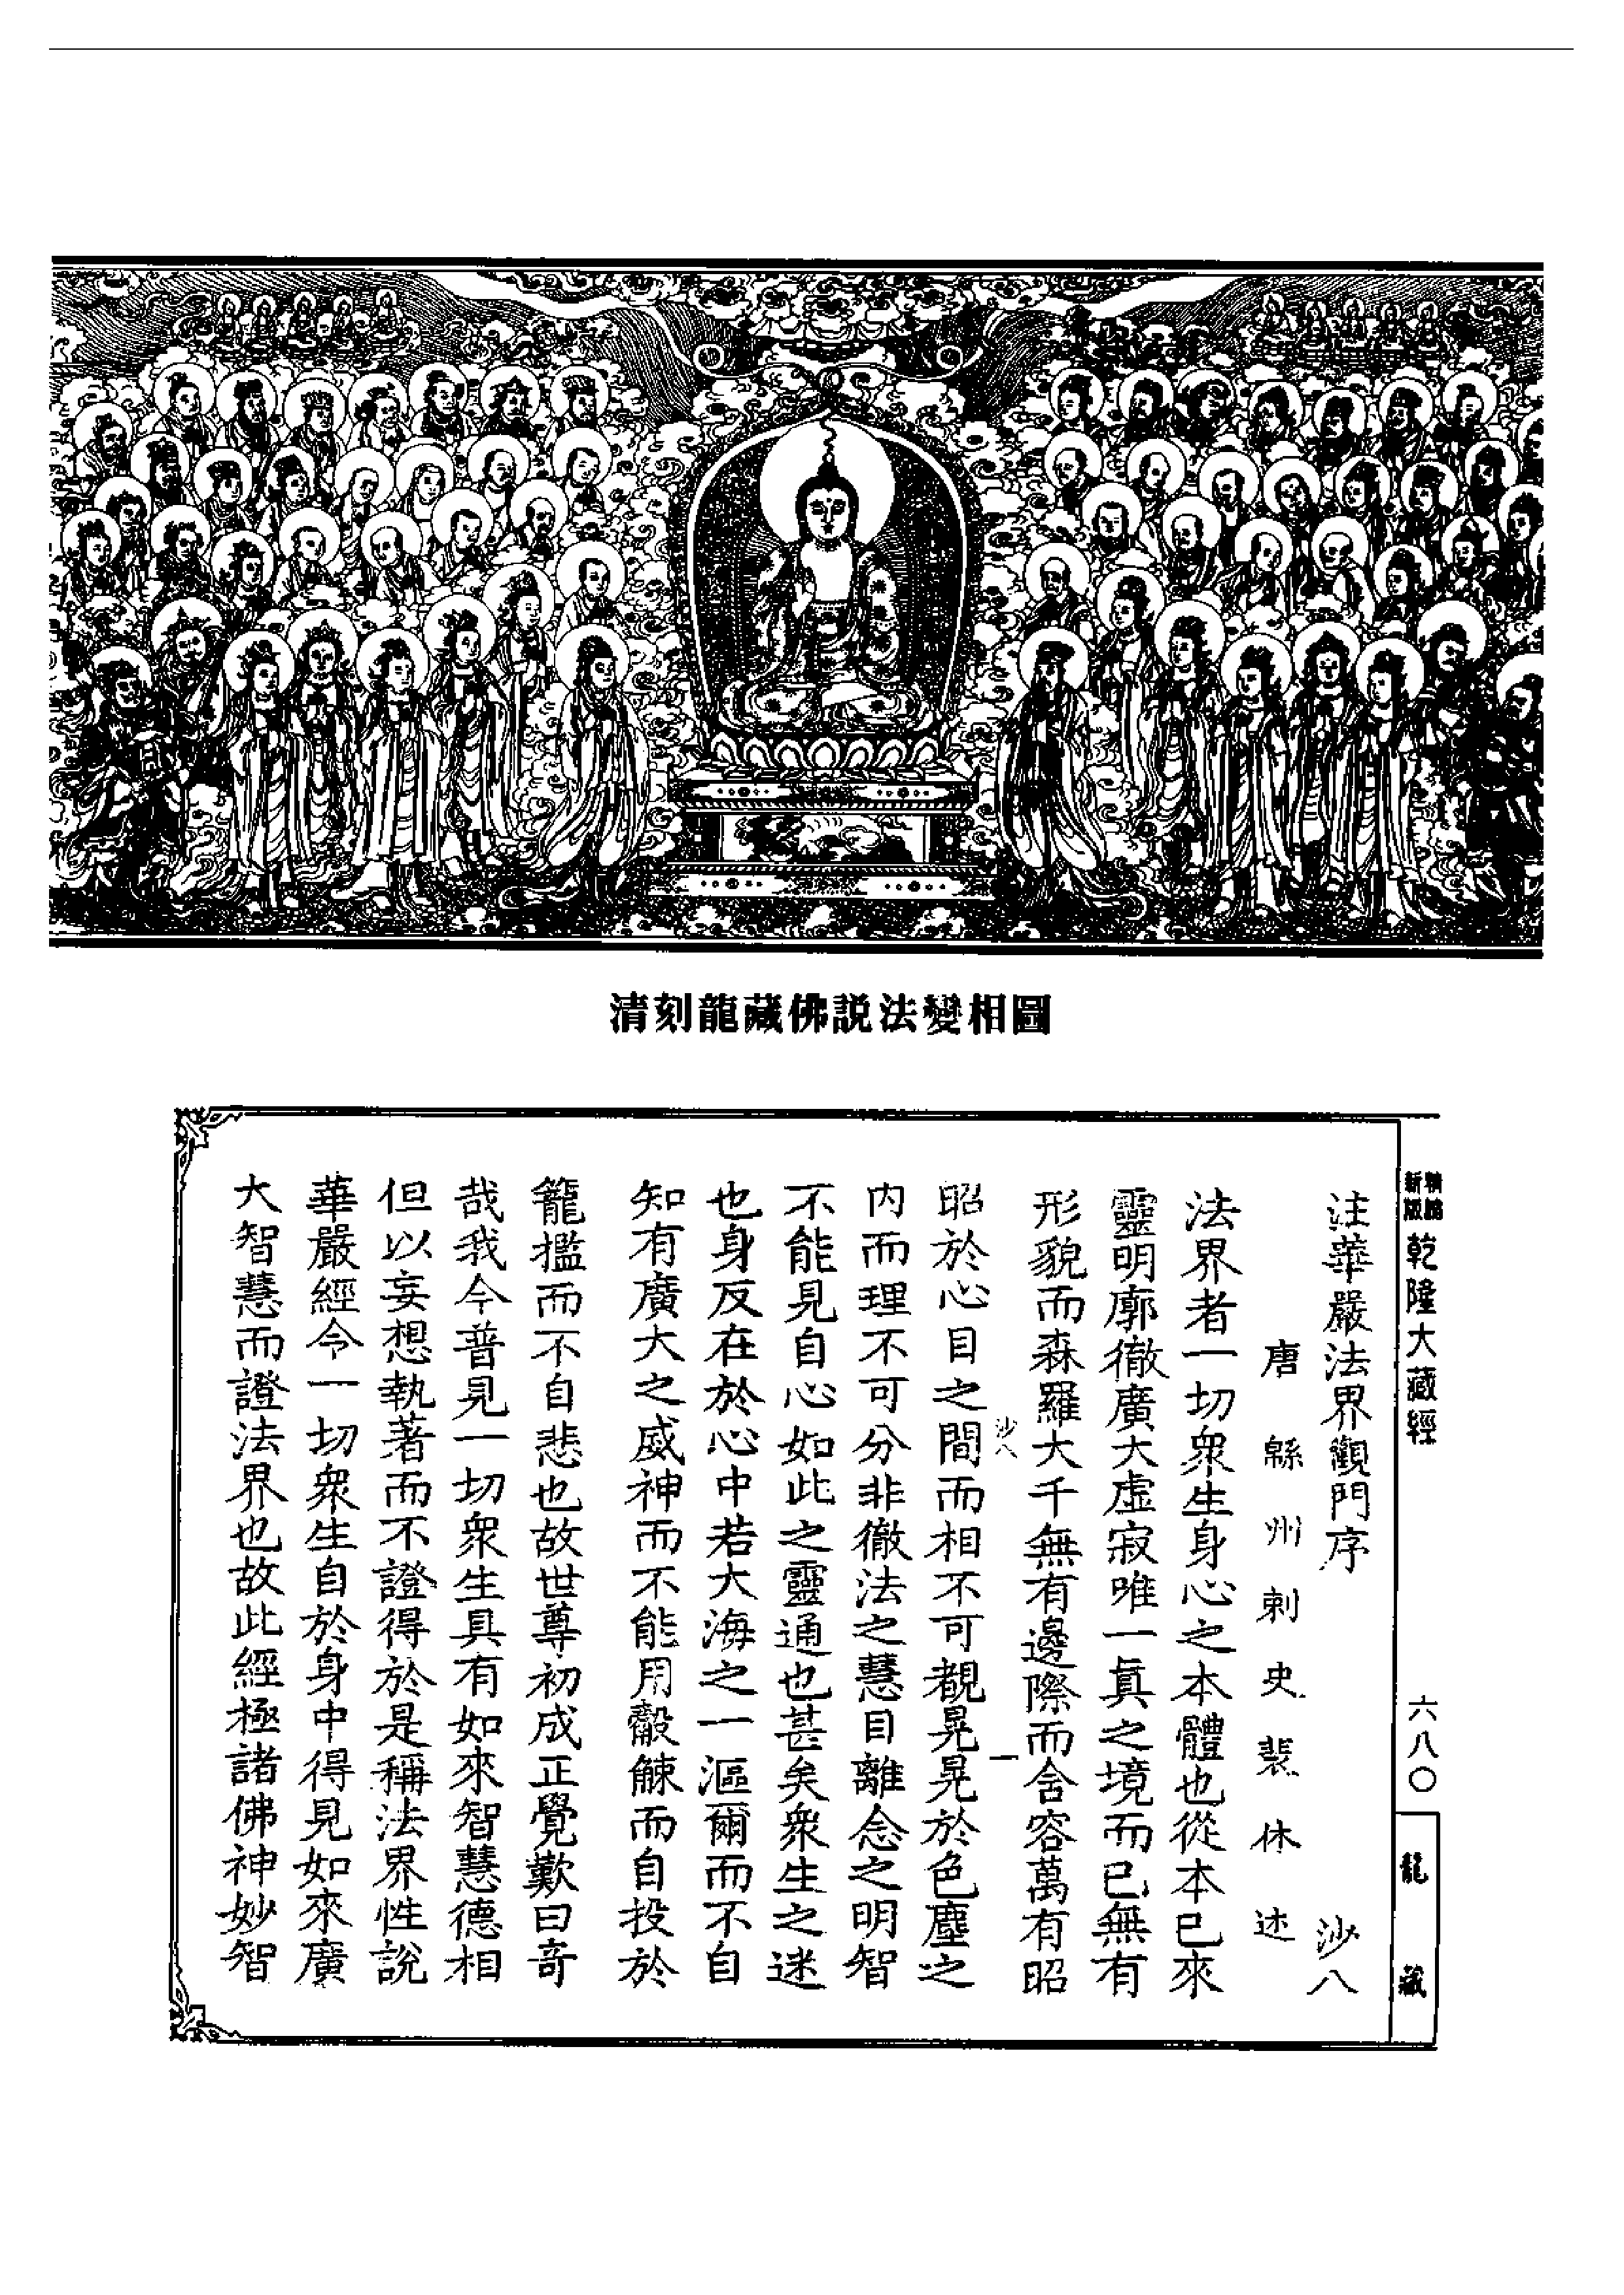 清刻龍藏佛説法變相圖
新版
乾隆大藏經
六八〇
龍藏
注華嚴法界觀門序
沙八
唐綿州刺史裴休述
法界者一切衆生身心之本體也從本已來
靈明廓徹廣大虛寂唯一真之境而已無有
形貌而森羅大千無有邊際而含容萬有昭
沙八
一
昭於心目之間而相不可覩晃晃於色塵之
内而理不可分非徹法之慧目離念之明智
不能見自心如此之靈通也甚矣衆生之迷
也身反在於心中若大海之一漚爾而不自
知有廣大之威神而不能用觳觫而自投於
籠檻而不自悲也故世尊初成正覺歎曰奇
哉我今普見一切衆生具有如來智慧德相
但以妄想執著而不證得於是稱法界性說
華嚴經令一切衆生自於身中得見如來廣
大智慧而證法界也故此經極諸佛神妙智